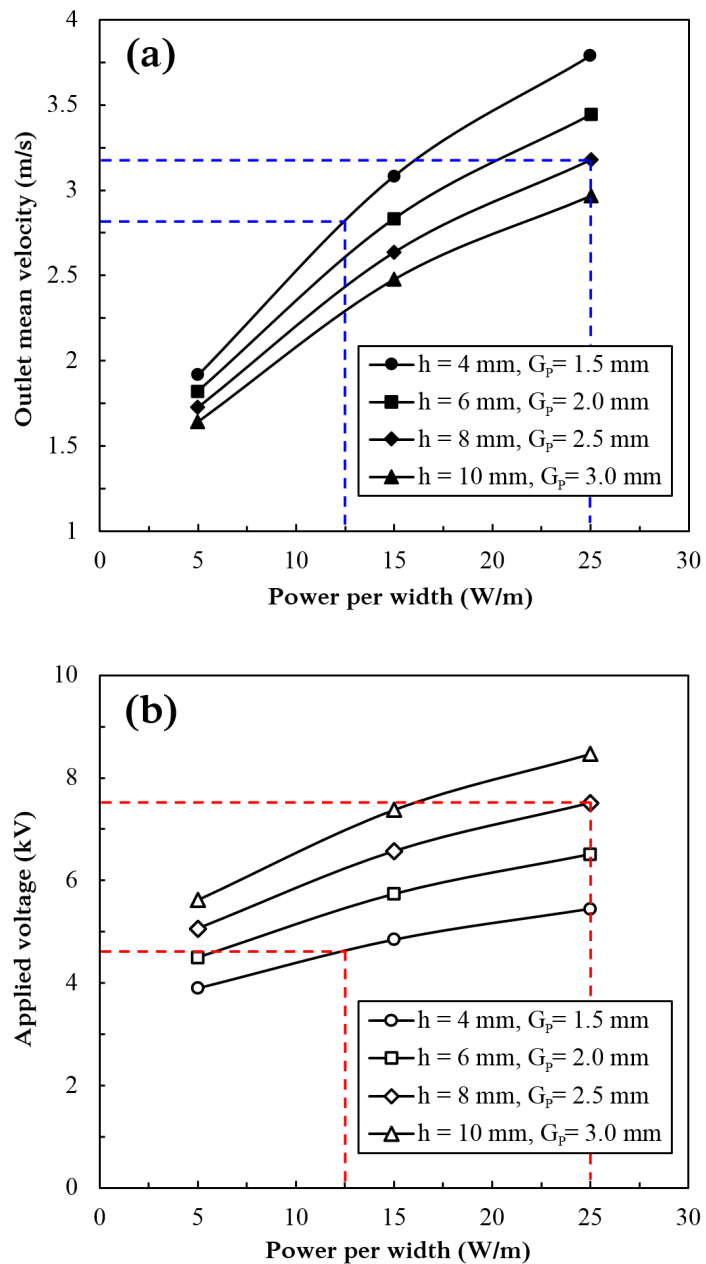 (a)
Outlet mean velocity (m/s)
4
3.5
3
2.5
2
1.5
1
h = 4 mm, G_P= 1.5 mm
h = 6 mm, G_P= 2.0 mm
h = 8 mm, G_P= 2.5 mm
h = 10 mm, G_P= 3.0 mm
0 5 10 15 20 25 30
Power per width (W/m)
(b)
Applied voltage (kV)
10
8
6
4
2
0
h = 4 mm, G_P= 1.5 mm
h = 6 mm, G_P= 2.0 mm
h = 8 mm, G_P= 2.5 mm
h = 10 mm, G_P= 3.0 mm
0 5 10 15 20 25 30
Power per width (W/m)